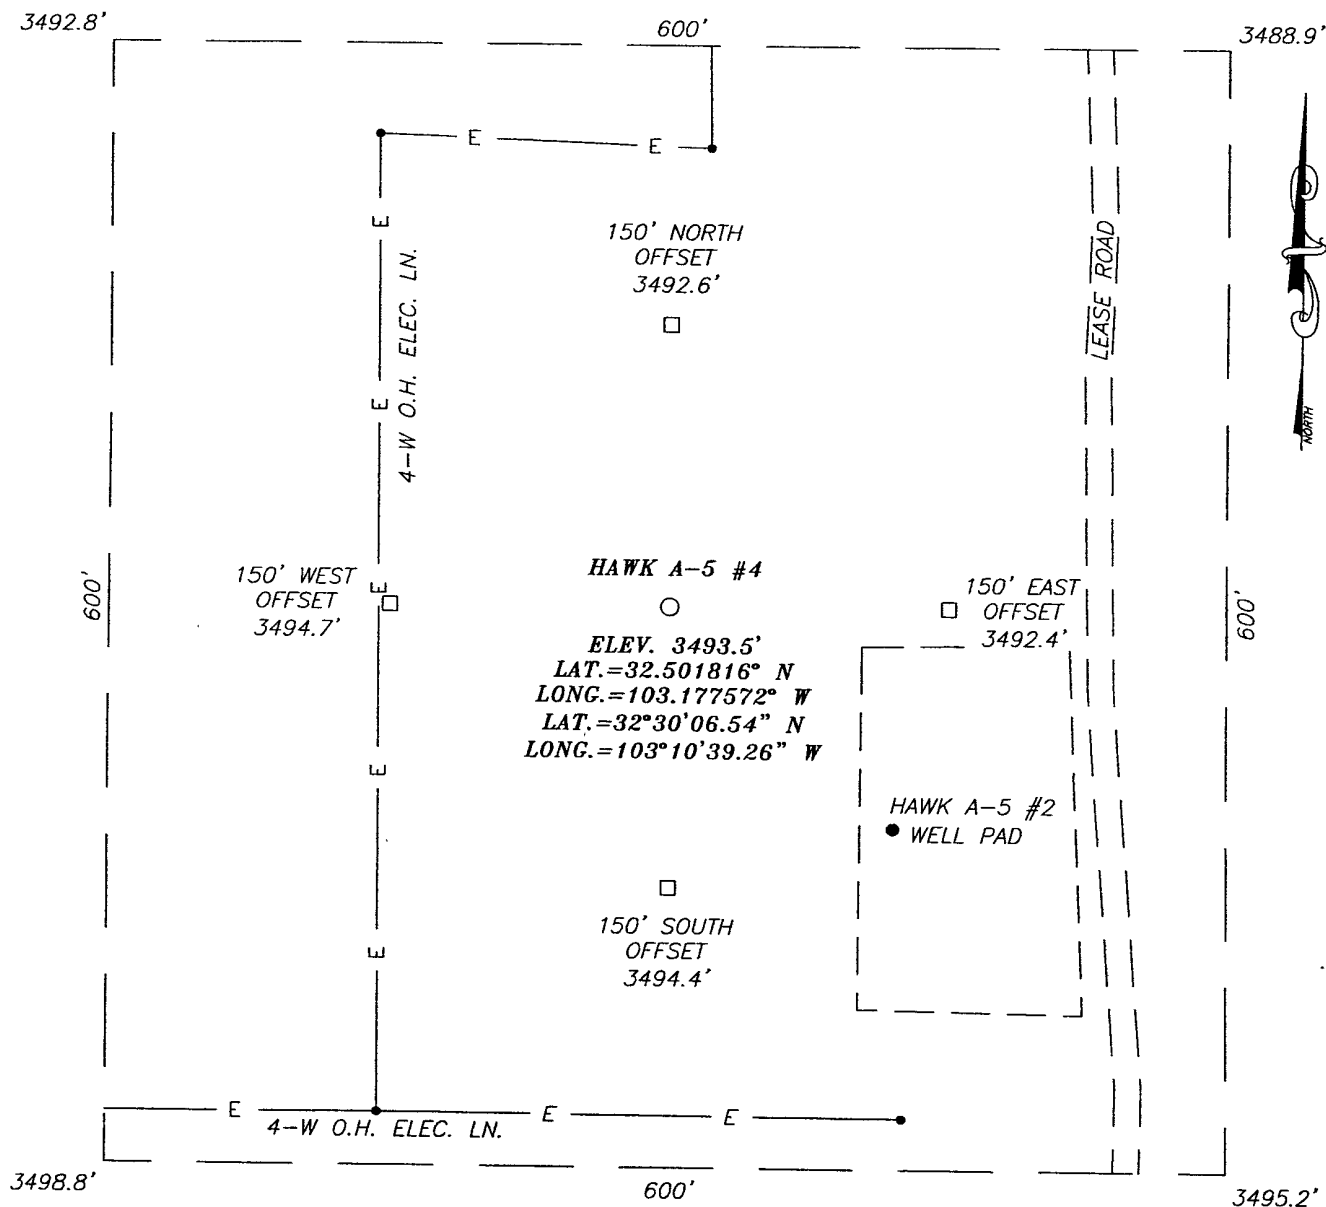 3492.8'
600'
3488.9'
E
E
E
150' NORTH
OFFSET
3492.6'
4-W O.H. ELEC. LN.
LEASE ROAD
E
NORTH
600'
150' WEST
OFFSET
3494.7'
E
HAWK A-5 #4
150' EAST
OFFSET
3492.4'
600'
ELEV. 3493.5'
LAT.=32.501816° N
LONG.=103.177572° W
LAT.=32°30'06.54" N
LONG.=103°10'39.26" W
E
HAWK A-5 #2
WELL PAD
150' SOUTH
OFFSET
3494.4'
E
E
E
E
4-W O.H. ELEC. LN.
3498.8'
600'
3495.2'